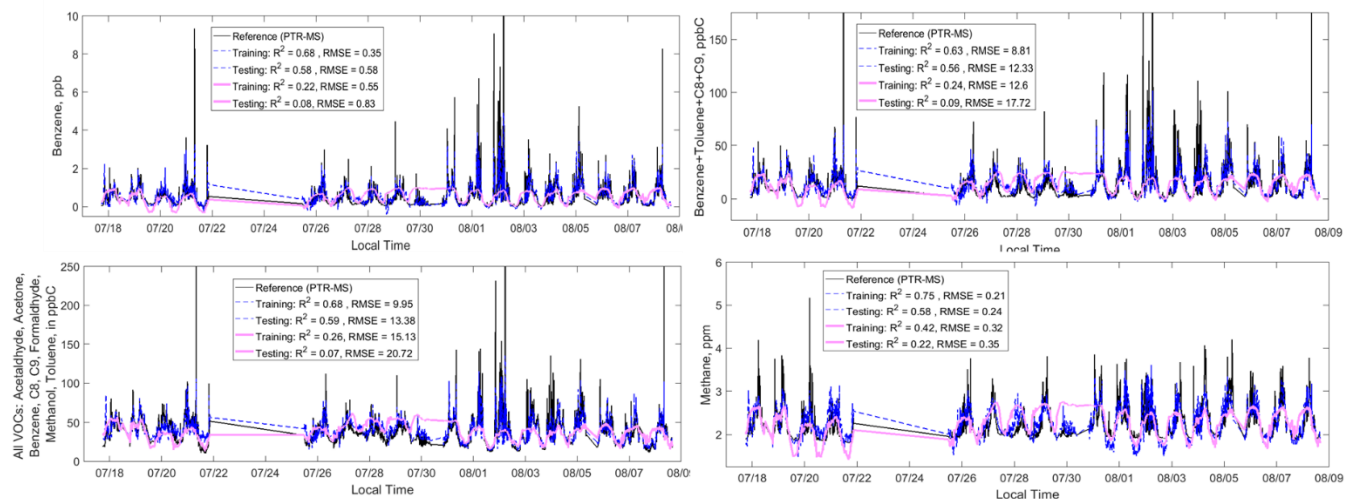 Benzene, ppb
10
8
6
4
2
0
Reference (PTR-MS)
Training: R² = 0.68 , RMSE = 0.35
Testing: R² = 0.58 , RMSE = 0.58
Training: R² = 0.22, RMSE = 0.55
Testing: R² = 0.08, RMSE = 0.83
07/18 07/20 07/22 07/24 07/26 07/28 07/30 08/01 08/03 08/05 08/07
Local Time
Benzene+Toluene+C8+C9, ppbC
150
100
50
0
Reference (PTR-MS)
Training: R² = 0.63 , RMSE = 8.81
Testing: R² = 0.56 , RMSE = 12.33
Training: R² = 0.24, RMSE = 12.6
Testing: R² = 0.09, RMSE = 17.72
07/18 07/20 07/22 07/24 07/26 07/28 07/30 08/01 08/03 08/05 08/07 08/09
Local Time
All VOCs: Acetaldehyde, Acetone,
Benzene, C8, C9, Formaldehyde,
Methanol, Toluene, in ppbC
250
200
150
100
50
0
Reference (PTR-MS)
Training: R² = 0.68 , RMSE = 9.95
Testing: R² = 0.59 , RMSE = 13.38
Training: R² = 0.26, RMSE = 15.13
Testing: R² = 0.07, RMSE = 20.72
07/18 07/20 07/22 07/24 07/26 07/28 07/30 08/01 08/03 08/05 08/07
Local Time
Methane, ppm
6
5
4
3
2
Reference (PTR-MS)
Training: R² = 0.75 , RMSE = 0.21
Testing: R² = 0.58 , RMSE = 0.24
Training: R² = 0.42, RMSE = 0.32
Testing: R² = 0.22, RMSE = 0.35
07/18 07/20 07/22 07/24 07/26 07/28 07/30 08/01 08/03 08/05 08/07 08/09
Local Time